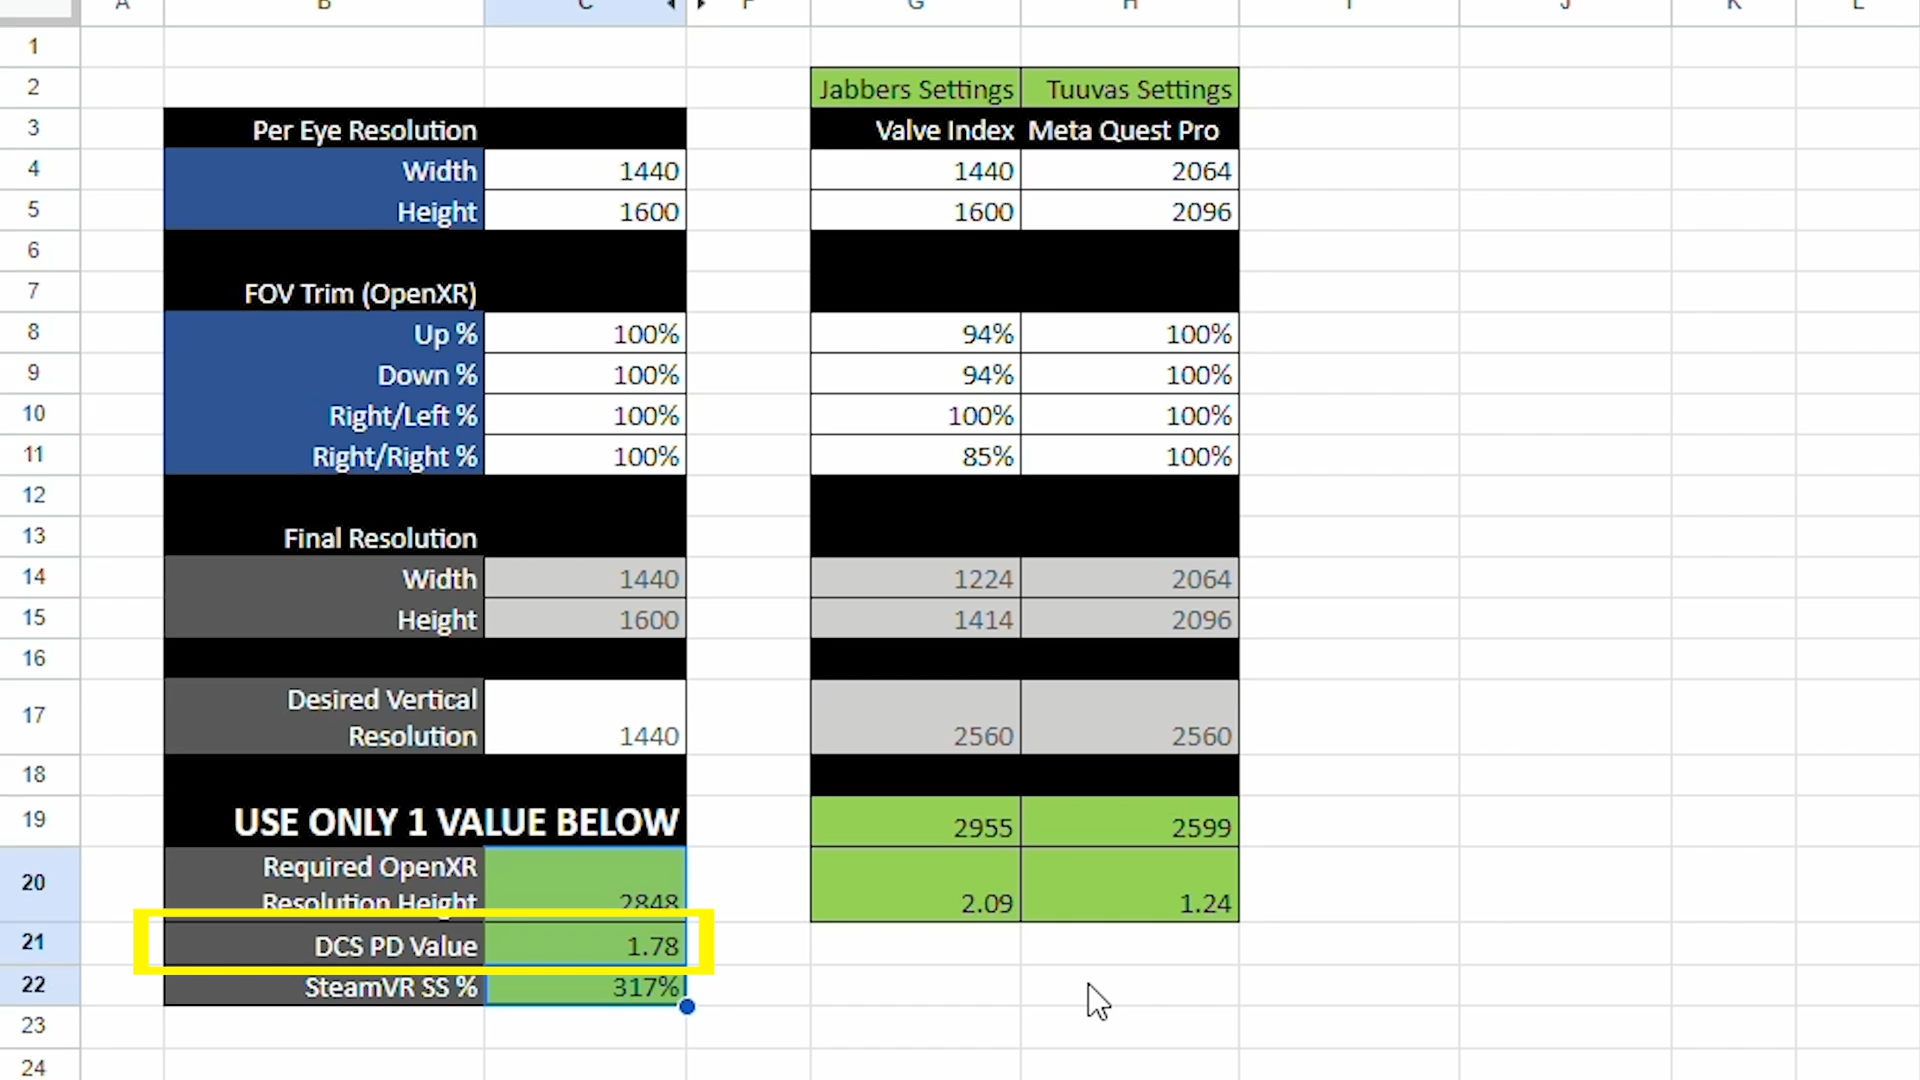 A B C F G H I J K L
1
2 Jabbers Settings Tuuvas Settings
3 Per Eye Resolution Valve Index Meta Quest Pro
4 Width 1440 1440 2064
5 Height 1600 1600 2096
6
7 FOV Trim (OpenXR)
8 Up % 100% 94% 100%
9 Down % 100% 94% 100%
10 Right/Left % 100% 100% 100%
11 Right/Right % 100% 85% 100%
12
13 Final Resolution
14 Width 1440 1224 2064
15 Height 1600 1414 2096
16
Desired Vertical
17 Resolution 1440 2560 2560
18
19 USE ONLY 1 VALUE BELOW 2955 2599
Required OpenXR
20 Resolution Height 2848 2.09 1.24
21 DCS PD Value 1.78
22 SteamVR SS % 317%
23
24